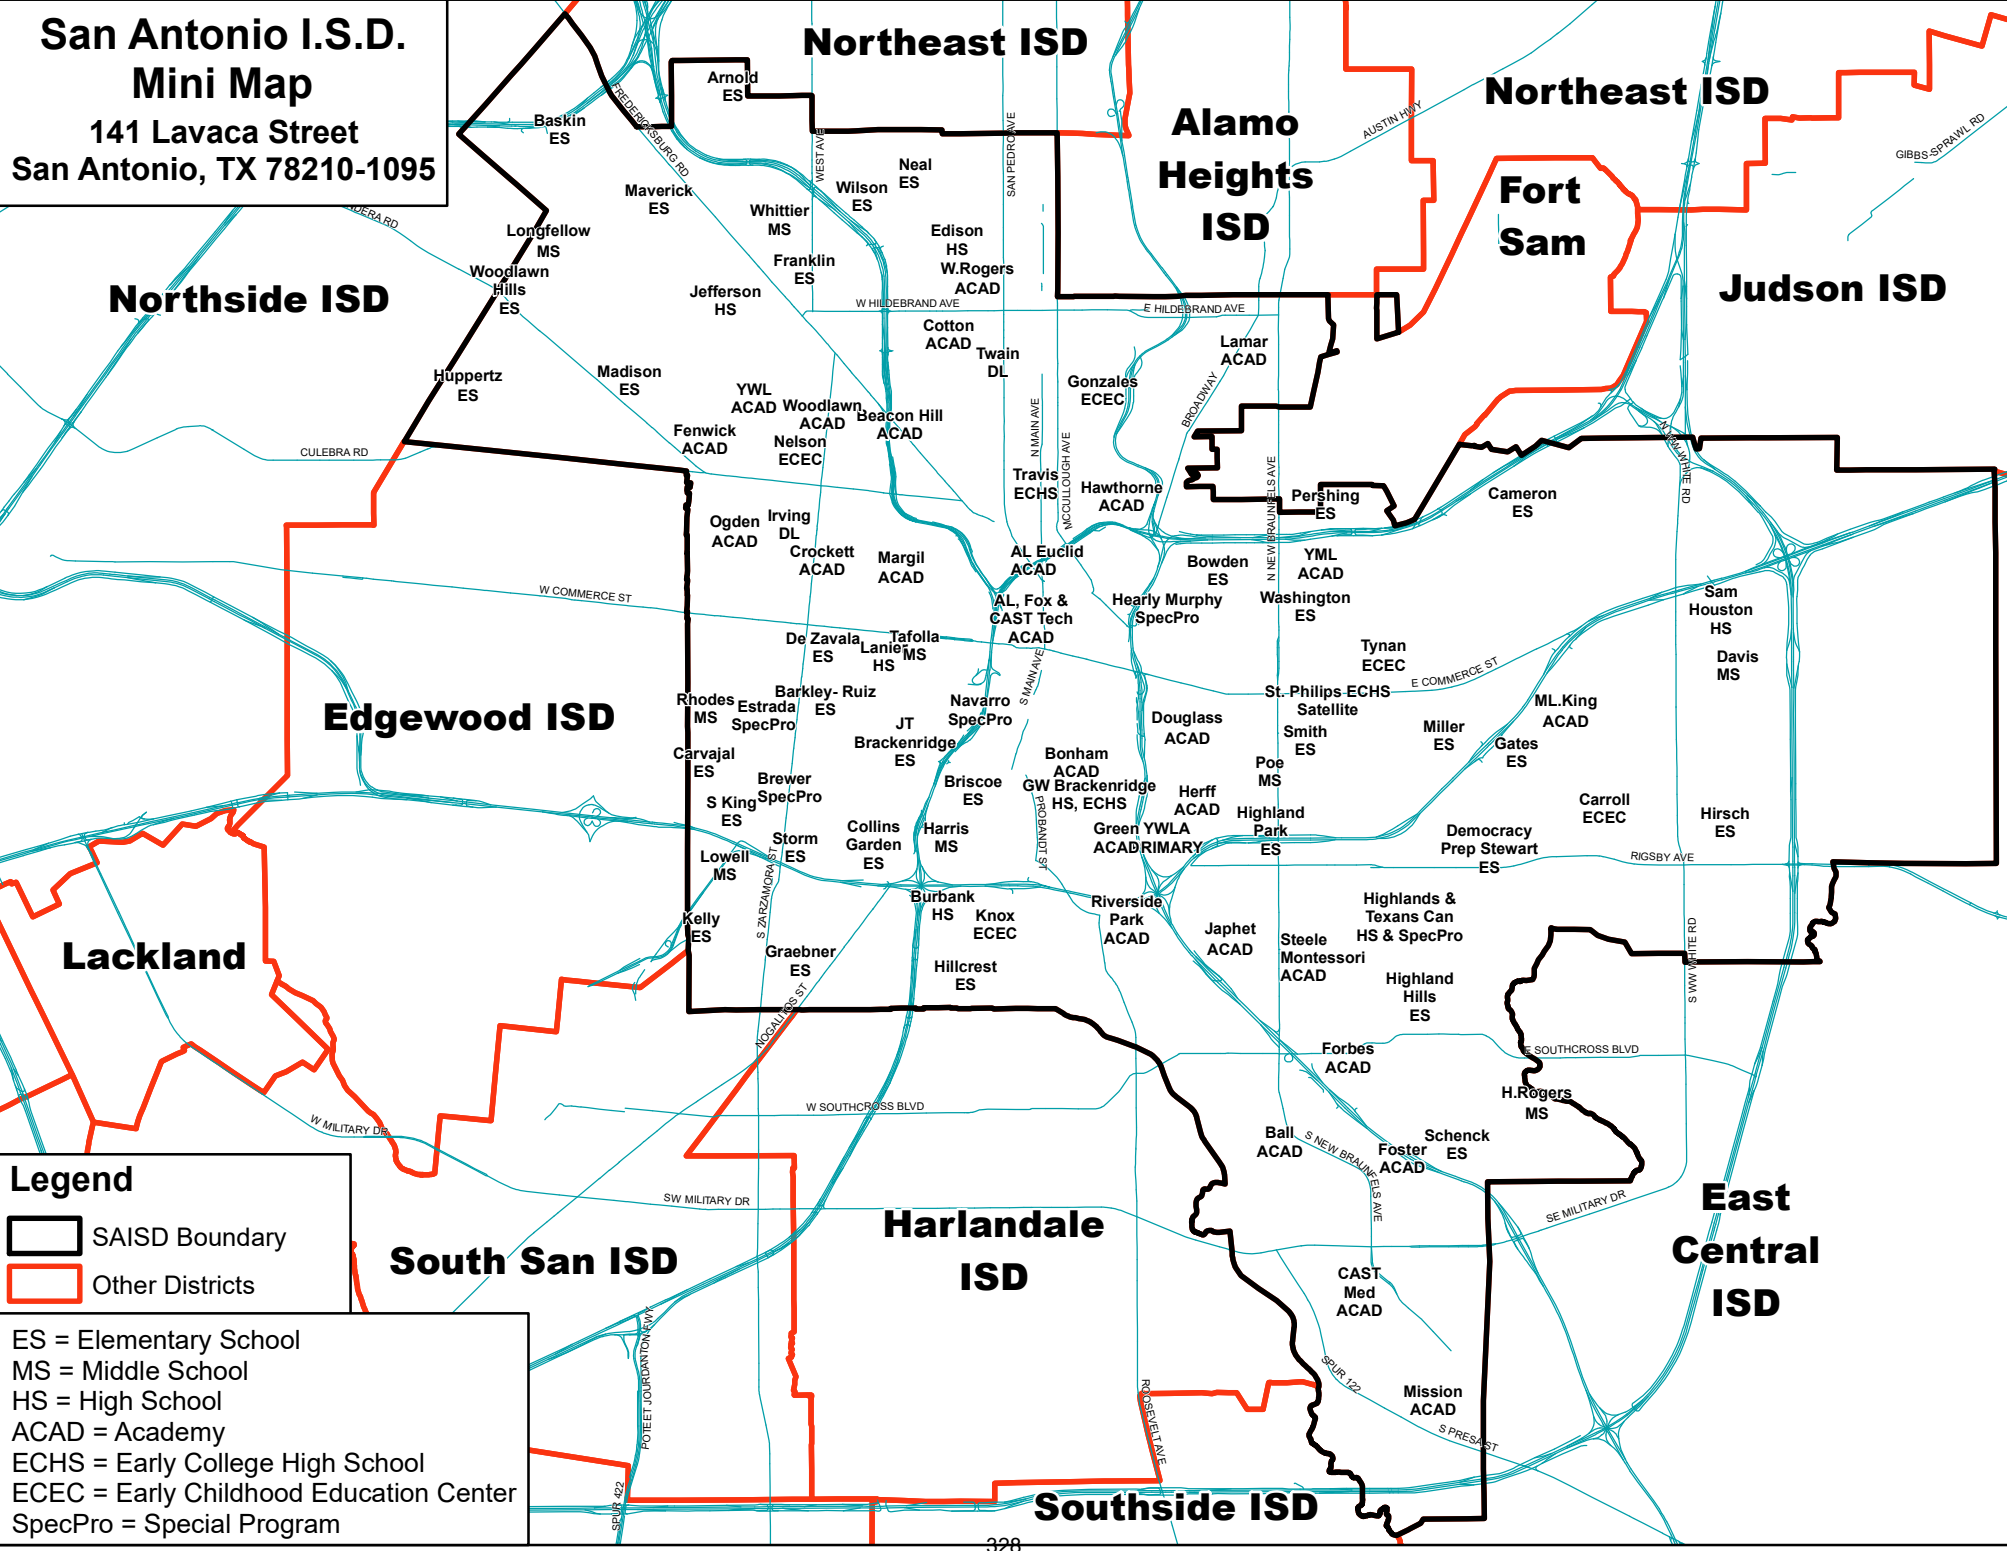 San Antonio I.S.D.
Mini Map
141 Lavaca Street
San Antonio, TX 78210-1095
Northeast ISD
Northeast ISD
Alamo
Heights
ISD
Fort
Sam
Judson ISD
Northside ISD
Edgewood ISD
Lackland
South San ISD
Harlandale
ISD
Southside ISD
East
Central
ISD
Arnold
ES
Baskin
ES
Neal
ES
Wilson
ES
Maverick
ES
Whittier
MS
Longfellow
MS
Edison
HS
W.Rogers
ACAD
Franklin
ES
Woodlawn
Hills
ES
Jefferson
HS
Cotton
ACAD
Twain
DL
Lamar
ACAD
Huppertz
ES
Madison
ES
Gonzales
ECEC
YWL
ACAD
Woodlawn
ACAD
Beacon Hill
ACAD
Fenwick
ACAD
Nelson
ECEC
Travis
ECHS
Hawthorne
ACAD
Pershing
ES
Cameron
ES
Ogden
ACAD
Irving
DL
Crockett
ACAD
Margil
ACAD
AL Euclid
ACAD
Bowden
ES
YML
ACAD
AL, Fox &
CAST Tech
ACAD
Hearly Murphy
SpecPro
Washington
ES
Sam
Houston
HS
De Zavala
ES
Lanier
HS
Tafolla
MS
Tynan
ECEC
Davis
MS
Rhodes
MS
Estrada
SpecPro
Barkley- Ruiz
ES
Navarro
SpecPro
St. Philips ECHS
Satellite
ML.King
ACAD
JT
Brackenridge
ES
Douglass
ACAD
Smith
ES
Miller
ES
Gates
ES
Carvajal
ES
Bonham
ACAD
Poe
MS
Brewer
SpecPro
Briscoe
ES
GW Brackenridge
HS, ECHS
Herff
ACAD
S King
ES
Highland
Park
ES
Carroll
ECEC
Hirsch
ES
Storm
ES
Collins
Garden
ES
Harris
MS
Green YWLA
ACADRIMARY
Democracy
Prep Stewart
ES
Lowell
MS
Burbank
HS
Knox
ECEC
Riverside
Park
ACAD
Highlands &
Texans Can
HS & SpecPro
Kelly
ES
Japhet
ACAD
Steele
Montessori
ACAD
Graebner
ES
Hillcrest
ES
Highland
Hills
ES
Forbes
ACAD
H.Rogers
MS
Ball
ACAD
Foster
ACAD
Schenck
ES
CAST
Med
ACAD
Mission
ACAD
FREDERICKSBURG RD
WEST AVE
SAN PEDRO AVE
AUSTIN HWY
GIBBS-SPRAWL RD
NDERA RD
W HILDEBRAND AVE
E HILDEBRAND AVE
BROADWAY
N MAIN AVE
MCCULLOUGH AVE
N NEW BRAUNFELS AVE
N WW WHITE RD
CULEBRA RD
W COMMERCE ST
E COMMERCE ST
S MAIN AVE
PROBANDT ST
S ZARZAMORA ST
RIGSBY AVE
S WW WHITE RD
NOGALITOS ST
E SOUTHCROSS BLVD
W SOUTHCROSS BLVD
W MILITARY DR
SW MILITARY DR
SE MILITARY DR
S NEW BRAUNFELS AVE
SPUR 122
S PRESA ST
ROOSEVELT AVE
POTEET JOURDANTON FWY
SPUR 422
Legend
SAISD Boundary
Other Districts
ES = Elementary School
MS = Middle School
HS = High School
ACAD = Academy
ECHS = Early College High School
ECEC = Early Childhood Education Center
SpecPro = Special Program
328